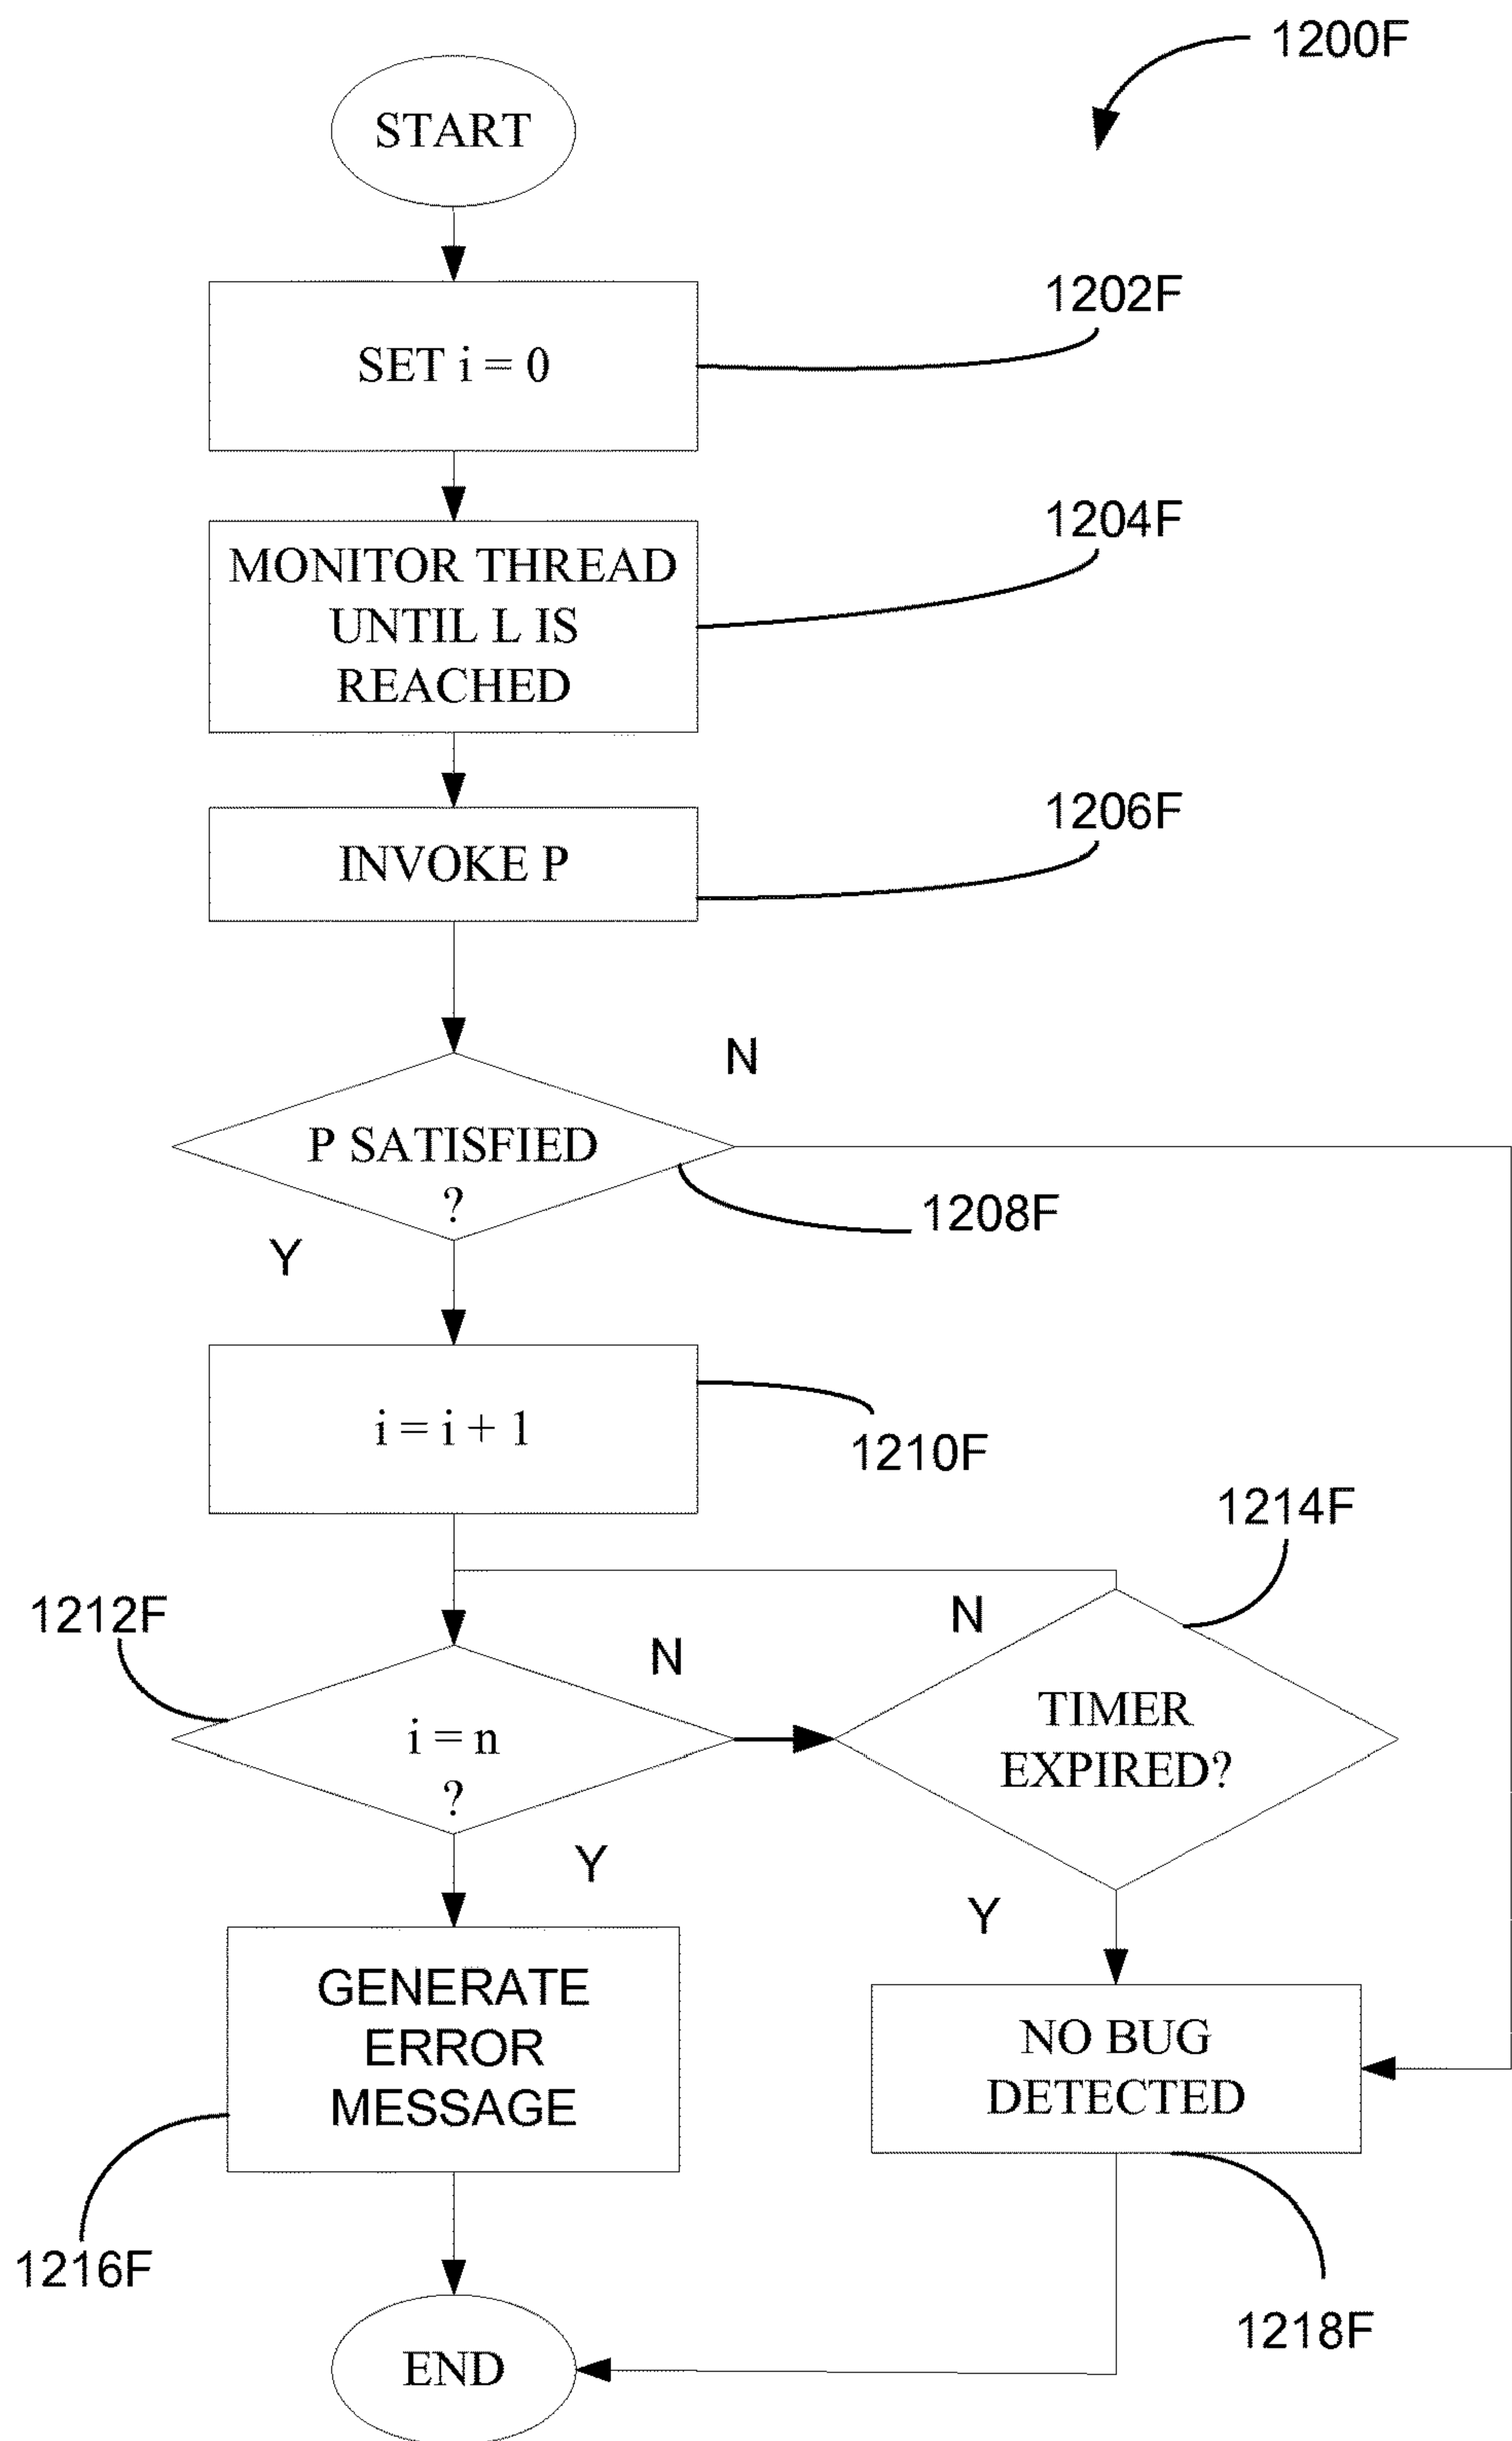 1200F
START
1202F
SET i = 0
1204F
MONITOR THREAD
UNTIL L IS
REACHED
1206F
INVOKE P
N
P SATISFIED
?
1208F
Y
i = i + 1
1210F
1214F
1212F
N
N
i = n
?
TIMER
EXPIRED?
Y
Y
GENERATE
ERROR
MESSAGE
NO BUG
DETECTED
1216F
1218F
END